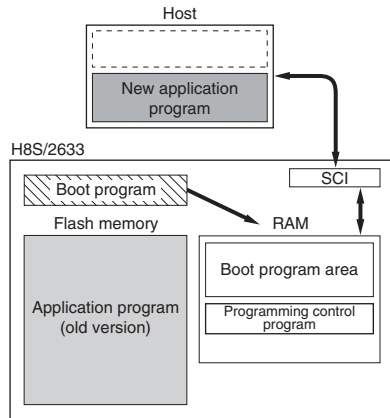 Host
New application
program
H8S/2633
SCI
Boot program
Flash memory
RAM
Application program
(old version)
Boot program area
Programming control
program